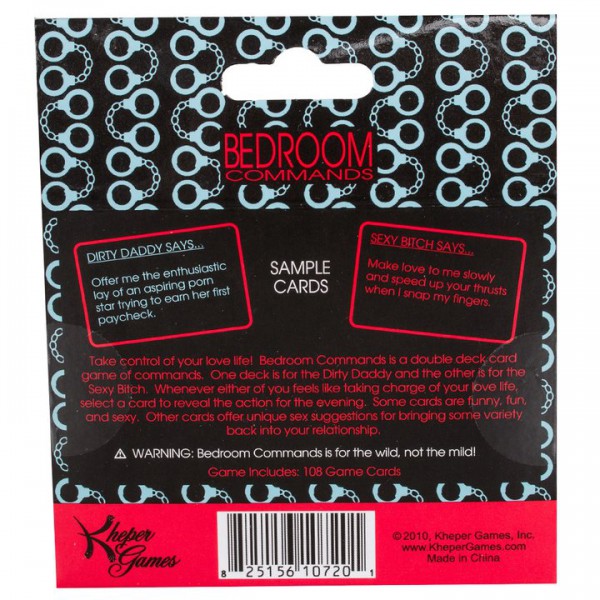 BEDROOM
COMMANDS
DIRTY DADDY SAYS...
Offer me the enthusiastic
lay of an aspiring porn
star trying to earn her first
paycheck.
SAMPLE
CARDS
SEXY BITCH SAYS...
Make love to me slowly
and speed up your thrusts
when I snap my fingers.
Take control of your love life! Bedroom Commands is a double deck card
game of commands. One deck is for the Dirty Daddy and the other is for the
Sexy Bitch. Whenever either of you feels like taking charge of your love life,
select a card to reveal the action for the evening. Some cards are funny, fun,
and sexy. Other cards offer unique sex suggestions for bringing some variety
back into your relationship.
⚠ WARNING: Bedroom Commands is for the wild, not the mild!
Game Includes: 108 Game Cards
Kheper
Games
8 25156 10720 1
©2010, Kheper Games, Inc.
www.KheperGames.com
Made in China